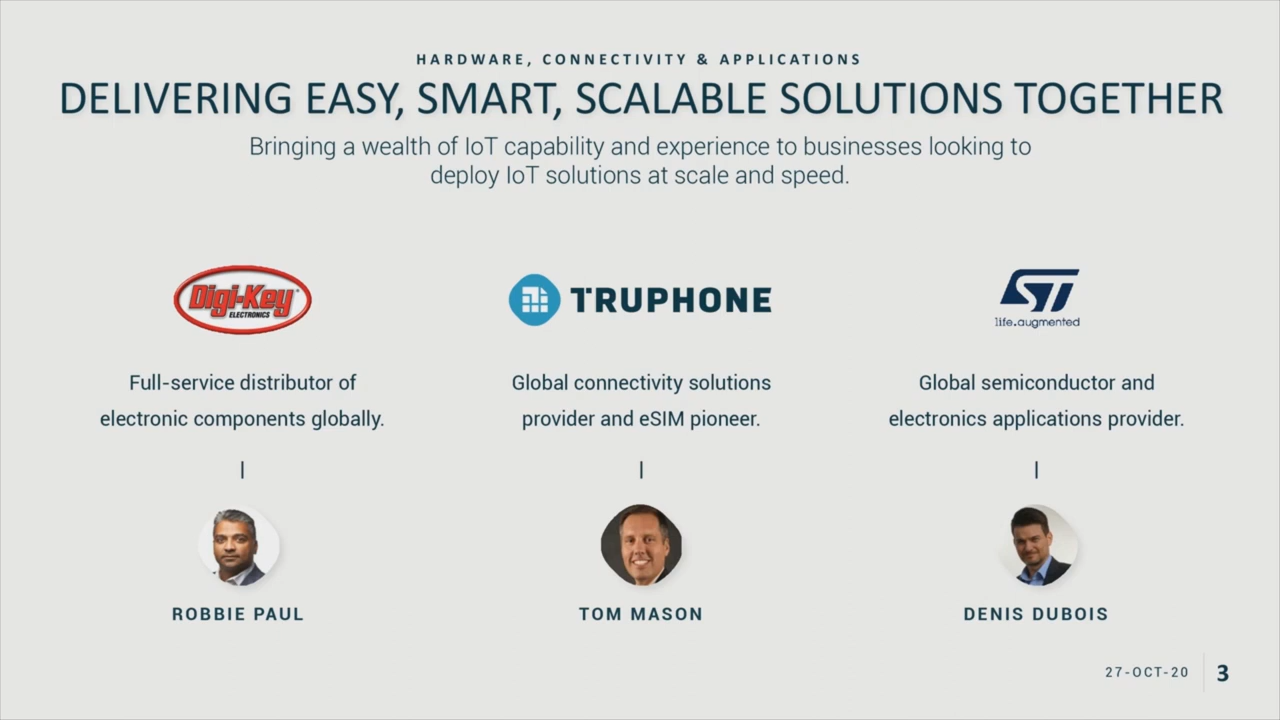 HARDWARE, CONNECTIVITY & APPLICATIONS
DELIVERING EASY, SMART, SCALABLE SOLUTIONS TOGETHER
Bringing a wealth of IoT capability and experience to businesses looking to
deploy IoT solutions at scale and speed.
Digi-Key
ELECTRONICS
Full-service distributor of
electronic components globally.
ROBBIE PAUL
TRUPHONE
Global connectivity solutions
provider and eSIM pioneer.
TOM MASON
ST
life.augmented
Global semiconductor and
electronics applications provider.
DENIS DUBOIS
27-OCT-20
3